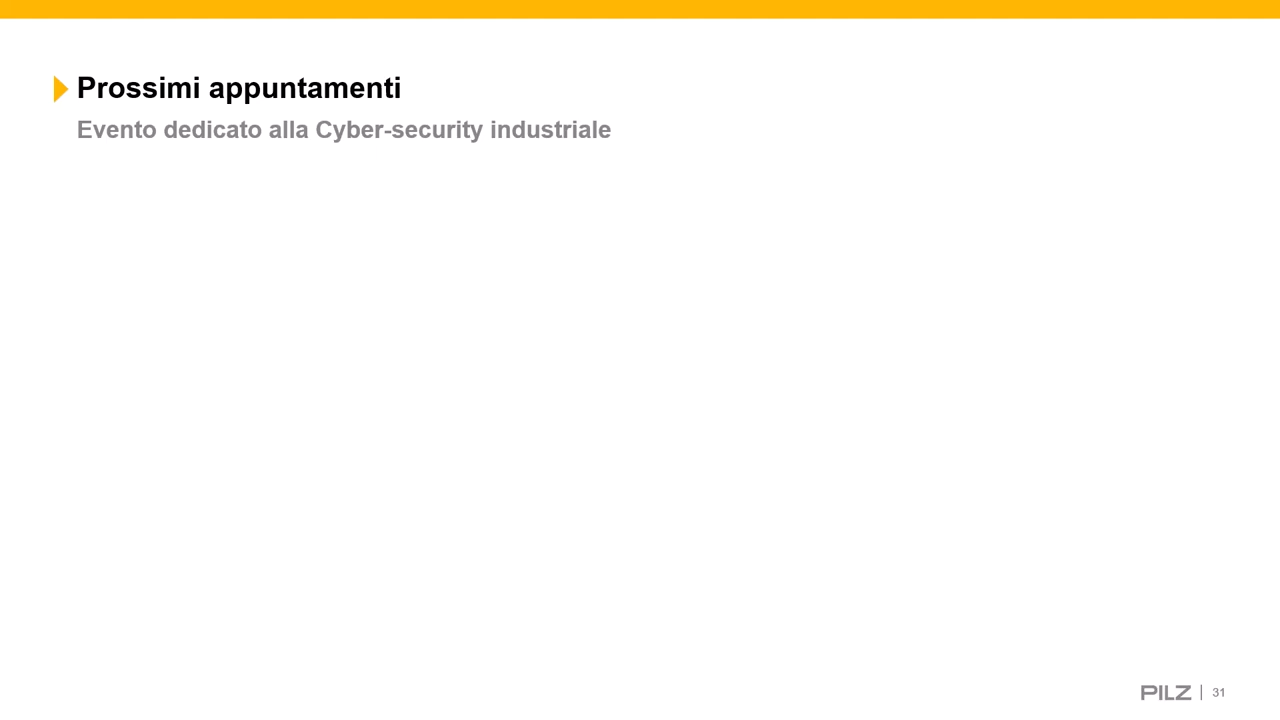 Prossimi appuntamenti
Evento dedicato alla Cyber-security industriale
PILZ | 31